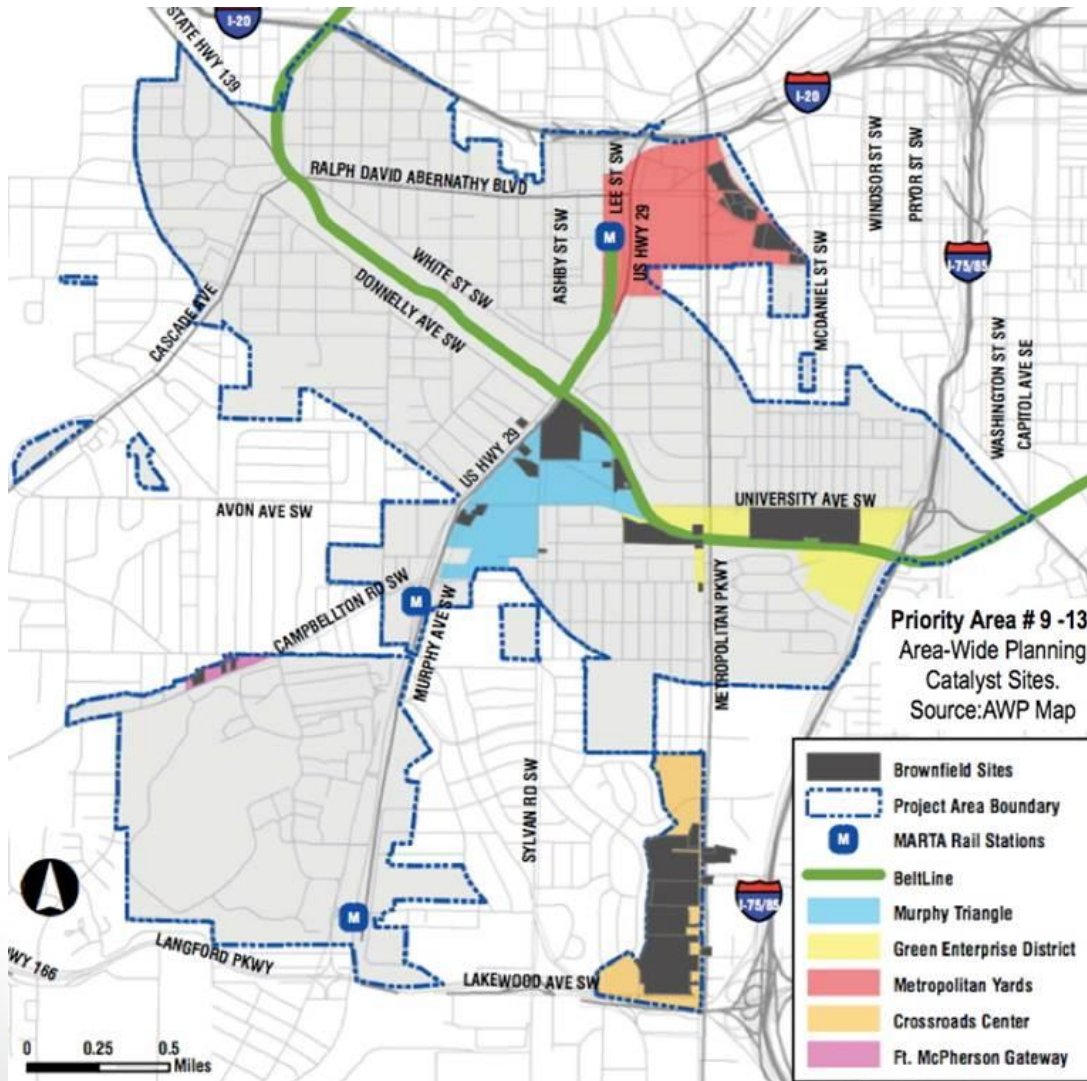 I-20
STATE HWY 139
I-20
RALPH DAVID ABERNATHY BLVD
LEE ST SW
US HWY 29
ASHBY ST SW
M
WINDSOR ST SW
PRYOR ST SW
I-75/85
MCDANIEL ST SW
WHITE ST SW
DONNELLY AVE SW
CASCADE AVE
WASHINGTON ST SW
CAPITOL AVE SE
US HWY 29
AVON AVE SW
UNIVERSITY AVE SW
CAMPBELLTON RD SW
M
MURPHY AVE SW
METROPOLITAN PKWY
SYLVAN RD SW
M
I-75/85
LANGFORD PKWY
WY 166
LAKEWOOD AVE SW
0 0.25 0.5
Miles
Priority Area # 9 -13
Area-Wide Planning
Catalyst Sites.
Source:AWP Map
Brownfield Sites
Project Area Boundary
M MARTA Rail Stations
BeltLine
Murphy Triangle
Green Enterprise District
Metropolitan Yards
Crossroads Center
Ft. McPherson Gateway